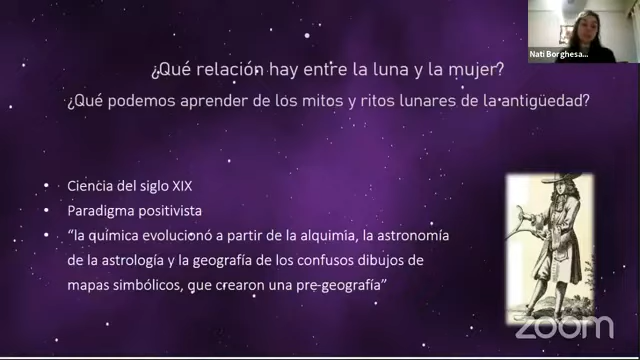 Nati Borghesa...
¿Qué relación hay entre la luna y la mujer?
¿Qué podemos aprender de los mitos y ritos lunares de la antigüedad?
• Ciencia del siglo XIX
• Paradigma positivista
• “la química evolucionó a partir de la alquimia, la astronomía
de la astrología y la geografía de los confusos dibujos de
mapas simbólicos, que crearon una pre-geografía”
zoom